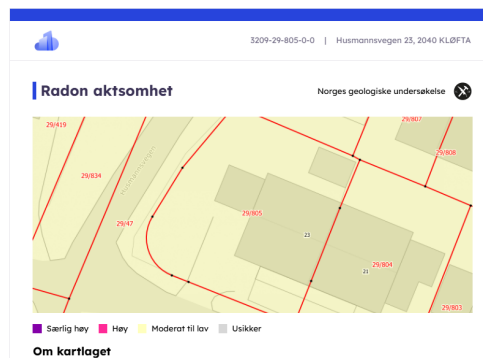 3209-29-805-0-0 | Husmannsvegen 23, 2040 KLØFTA
Radon aktsomhet
Norges geologiske undersøkelse
29/419
29/807
29/808
29/834
Husmannsvegen
29/47
29/805
23
29/804
21
29/803
Særlig høy
Høy
Moderat til lav
Usikker
Om kartlaget